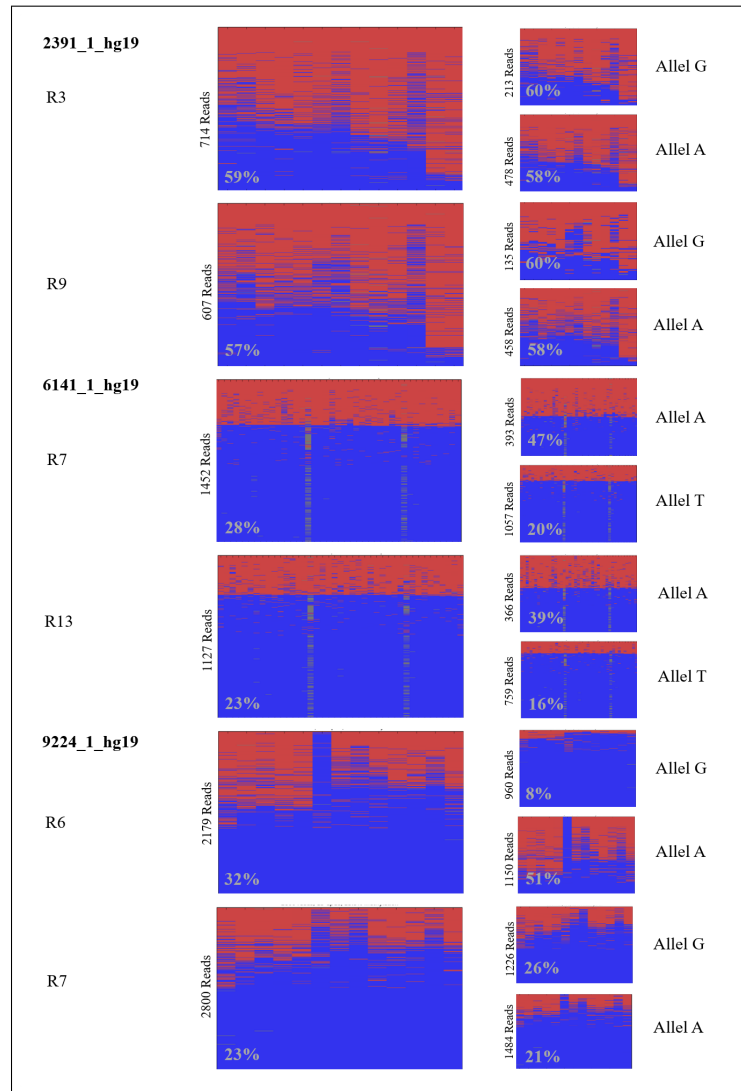 2391_1_hg19
R3
714 Reads
59%
213 Reads
60%
Allel G
478 Reads
58%
Allel A
R9
607 Reads
57%
135 Reads
60%
Allel G
458 Reads
58%
Allel A
6141_1_hg19
R7
1452 Reads
28%
393 Reads
47%
Allel A
1057 Reads
20%
Allel T
R13
1127 Reads
23%
366 Reads
39%
Allel A
759 Reads
16%
Allel T
9224_1_hg19
R6
2179 Reads
32%
960 Reads
8%
Allel G
1150 Reads
51%
Allel A
R7
2800 Reads
23%
1226 Reads
26%
Allel G
1484 Reads
21%
Allel A